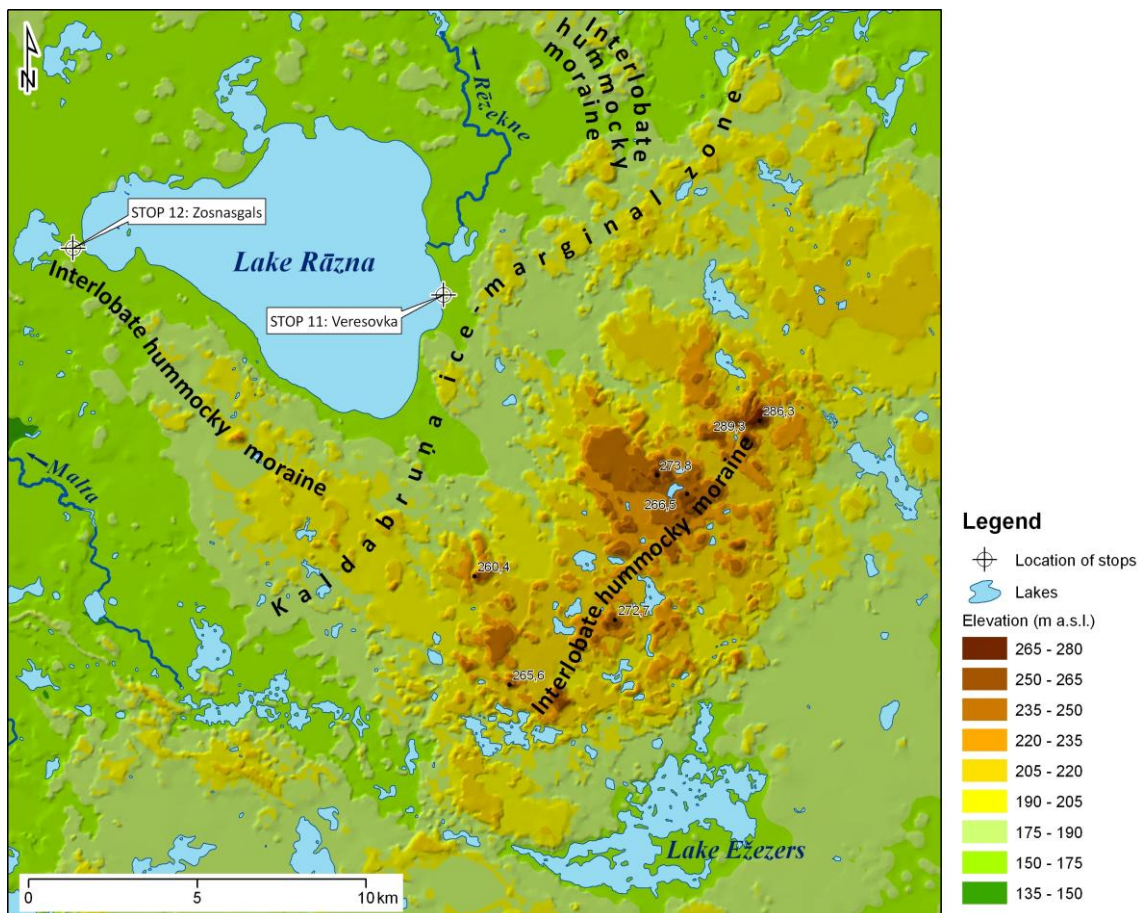 N
Interlobate
hummocky
moraine
Rēzekne
STOP 12: Zosnasgals
Lake Rāzna
STOP 11: Veresovka
Interlobate hummocky moraine
Kaldabruņa ice-marginal zone
Malta
286,3
289,3
273,8
266,5
260,4
272,7
265,6
Interlobate hummocky moraine
Lake Ežezers
0 5 10 km
Legend
Location of stops
Lakes
Elevation (m a.s.l.)
265 - 280
250 - 265
235 - 250
220 - 235
205 - 220
190 - 205
175 - 190
150 - 175
135 - 150